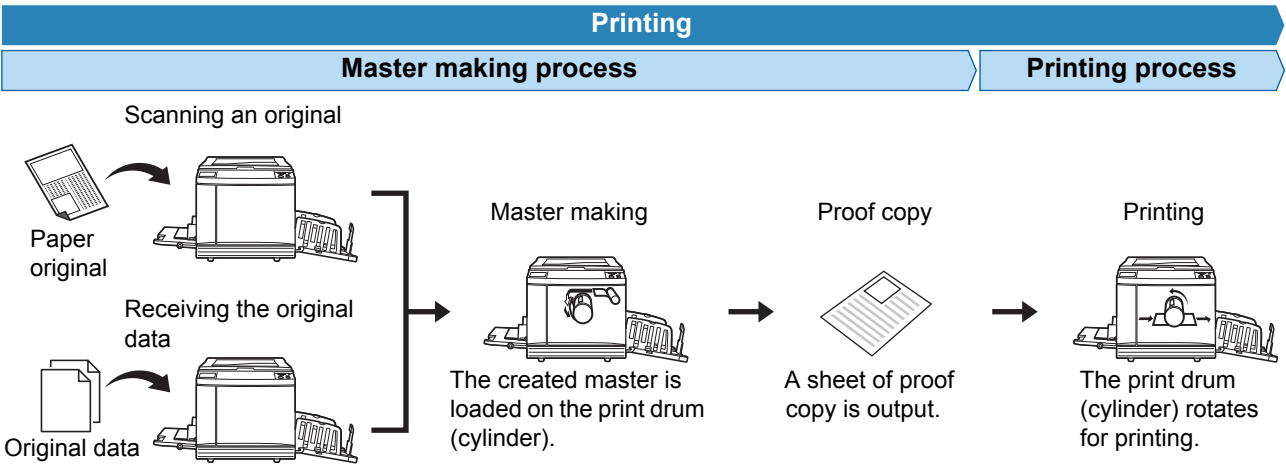 Printing
Master making process
Printing process
Scanning an original
Paper
original
Receiving the original
data
Original data
Master making
The created master is
loaded on the print drum
(cylinder).
Proof copy
A sheet of proof
copy is output.
Printing
The print drum
(cylinder) rotates
for printing.